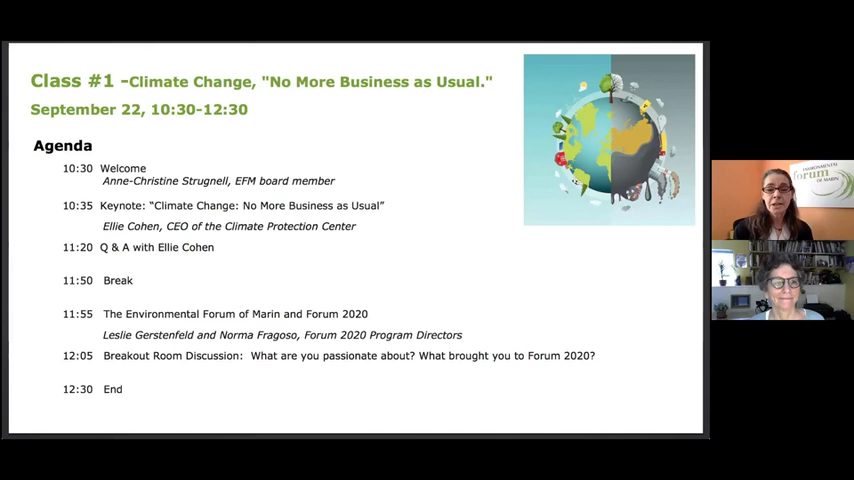 Class #1 -Climate Change, "No More Business as Usual."
September 22, 10:30-12:30
Agenda
10:30 Welcome
Anne-Christine Strugnell, EFM board member
10:35 Keynote: “Climate Change: No More Business as Usual”
Ellie Cohen, CEO of the Climate Protection Center
11:20 Q & A with Ellie Cohen
11:50 Break
11:55 The Environmental Forum of Marin and Forum 2020
Leslie Gerstenfeld and Norma Fragoso, Forum 2020 Program Directors
12:05 Breakout Room Discussion: What are you passionate about? What brought you to Forum 2020?
12:30 End
ENVIRONMENTAL
forum
OF MARIN